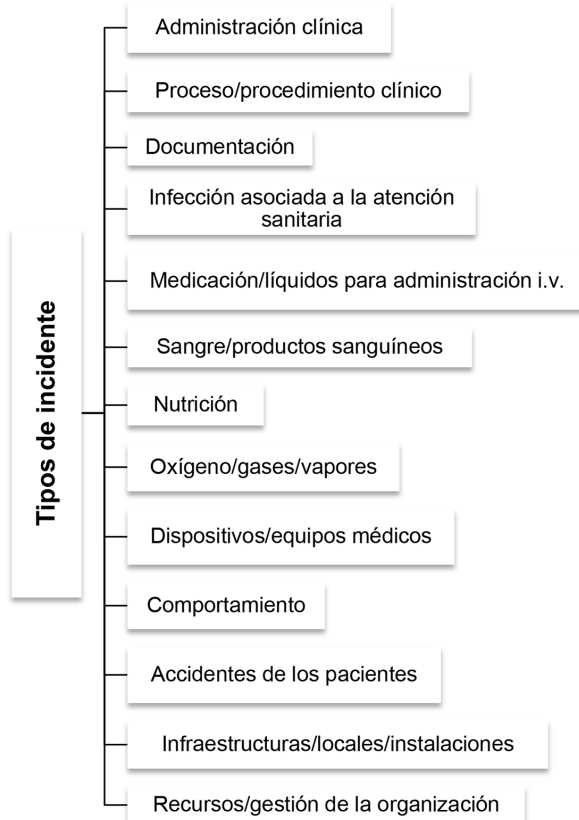 Tipos de incidente
Administración clínica
Proceso/procedimiento clínico
Documentación
Infección asociada a la atención
sanitaria
Medicación/líquidos para administración i.v.
Sangre/productos sanguíneos
Nutrición
Oxígeno/gases/vapores
Dispositivos/equipos médicos
Comportamiento
Accidentes de los pacientes
Infraestructuras/locales/instalaciones
Recursos/gestión de la organización